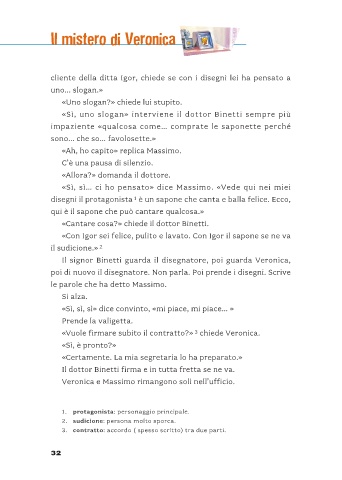 Il mistero di Veronica
cliente della ditta Igor, chiede se con i disegni lei ha pensato a
uno... slogan.»
«Uno slogan?» chiede lui stupito.
«Sì, uno slogan» interviene il dottor Binetti sempre più
impaziente «qualcosa come... comprate le saponette perché
sono... che so... favolosette.»
«Ah, ho capito» replica Massimo.
C'è una pausa di silenzio.
«Allora?» domanda il dottore.
«Sì, sì... ci ho pensato» dice Massimo. «Vede qui nei miei
disegni il protagonista 1 è un sapone che canta e balla felice. Ecco,
qui è il sapone che può cantare qualcosa.»
«Cantare cosa?» chiede il dottor Binetti.
«Con Igor sei felice, pulito e lavato. Con Igor il sapone se ne va
il sudicione.» 2
Il signor Binetti guarda il disegnatore, poi guarda Veronica,
poi di nuovo il disegnatore. Non parla. Poi prende i disegni. Scrive
le parole che ha detto Massimo.
Si alza.
«Sì, sì, sì» dice convinto, «mi piace, mi piace... »
Prende la valigetta.
«Vuole firmare subito il contratto?» 3 chiede Veronica.
«Sì, è pronto?»
«Certamente. La mia segretaria lo ha preparato.»
Il dottor Binetti firma e in tutta fretta se ne va.
Veronica e Massimo rimangono soli nell'ufficio.
1. protagonista: personaggio principale.
2. sudicione: persona molto sporca.
3. contratto: accordo ( spesso scritto) tra due parti.
32